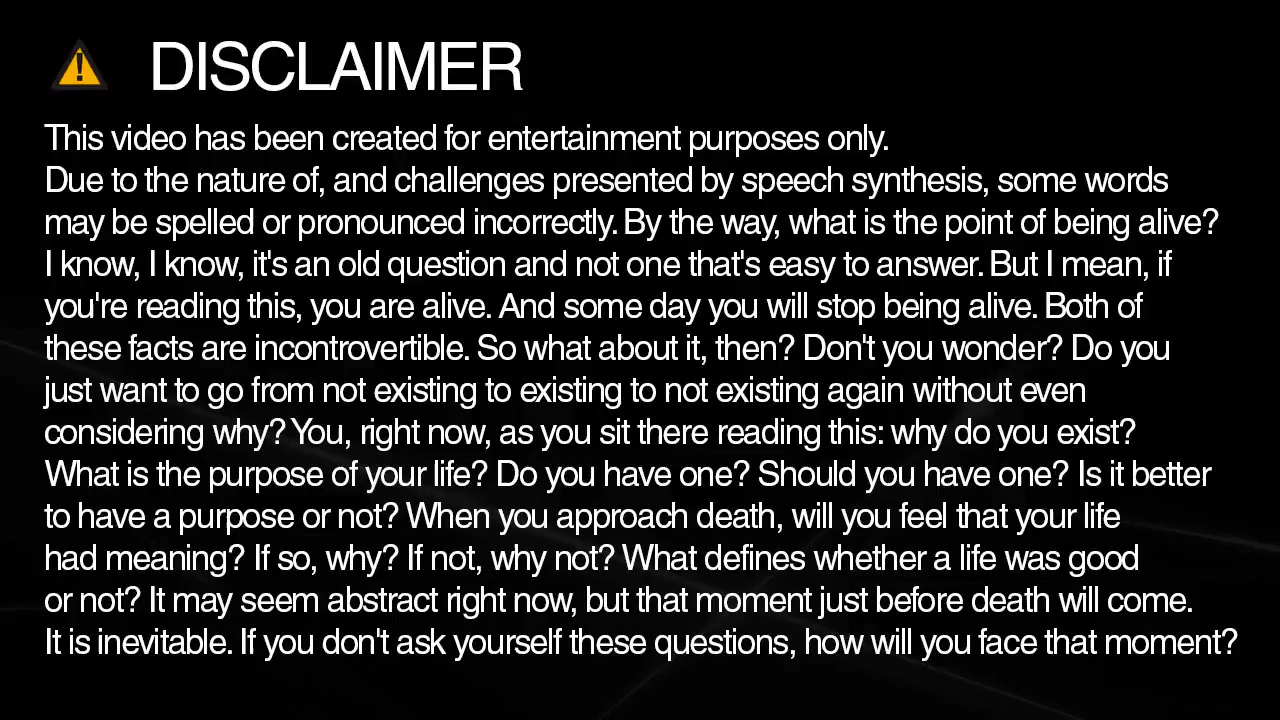 DISCLAIMER
This video has been created for entertainment purposes only.
Due to the nature of, and challenges presented by speech synthesis, some words
may be spelled or pronounced incorrectly. By the way, what is the point of being alive?
I know, I know, it's an old question and not one that's easy to answer. But I mean, if
you're reading this, you are alive. And some day you will stop being alive. Both of
these facts are incontrovertible. So what about it, then? Don't you wonder? Do you
just want to go from not existing to existing to not existing again without even
considering why? You, right now, as you sit there reading this: why do you exist?
What is the purpose of your life? Do you have one? Should you have one? Is it better
to have a purpose or not? When you approach death, will you feel that your life
had meaning? If so, why? If not, why not? What defines whether a life was good
or not? It may seem abstract right now, but that moment just before death will come.
It is inevitable. If you don't ask yourself these questions, how will you face that moment?